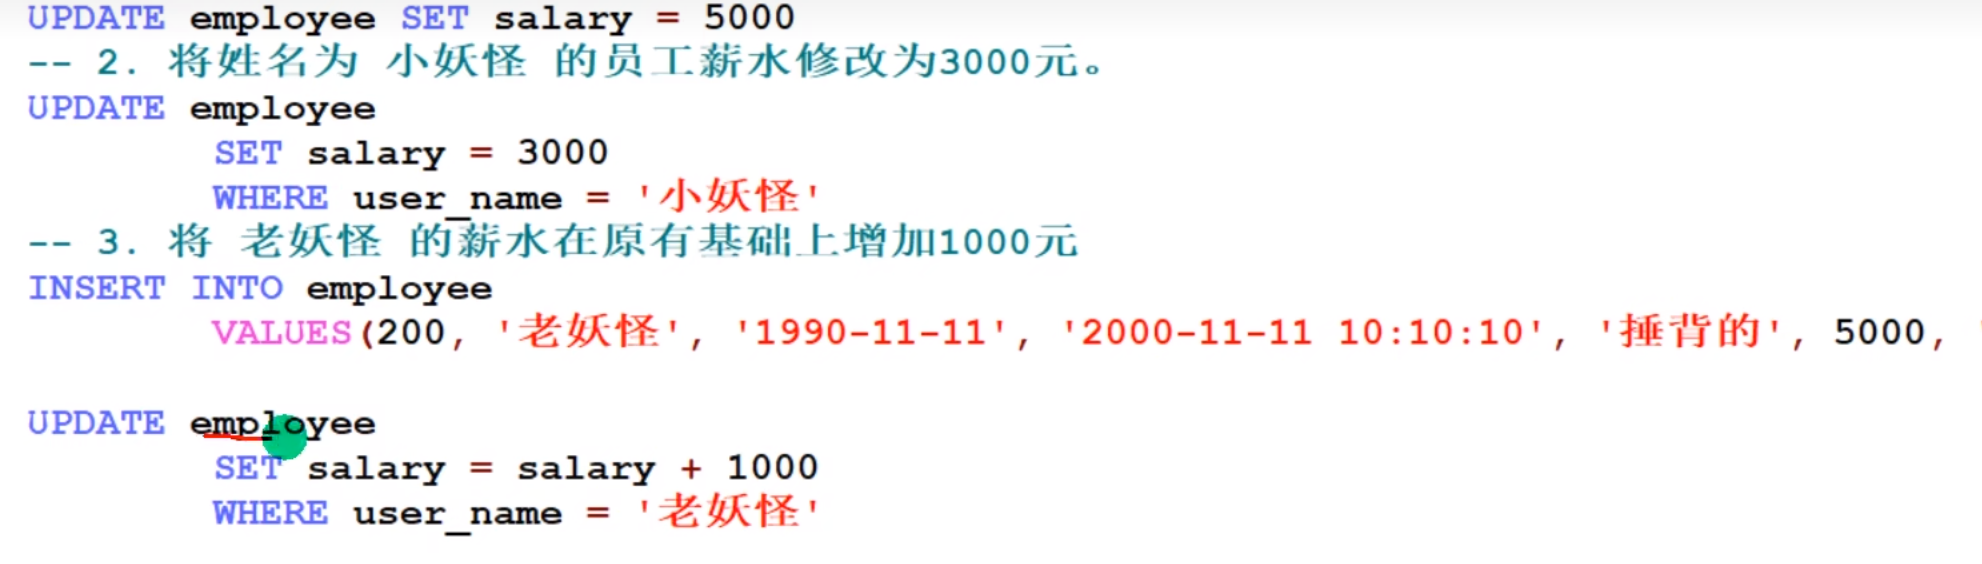 UPDATE employee SET salary = 5000
-- 2. 将姓名为 小妖怪 的员工薪水修改为3000元。
UPDATE employee
SET salary = 3000
WHERE user_name = '小妖怪'
-- 3. 将 老妖怪 的薪水在原有基础上增加1000元
INSERT INTO employee
VALUES(200, '老妖怪', '1990-11-11', '2000-11-11 10:10:10', '捶背的', 5000, '
UPDATE employee
SET salary = salary + 1000
WHERE user_name = '老妖怪'